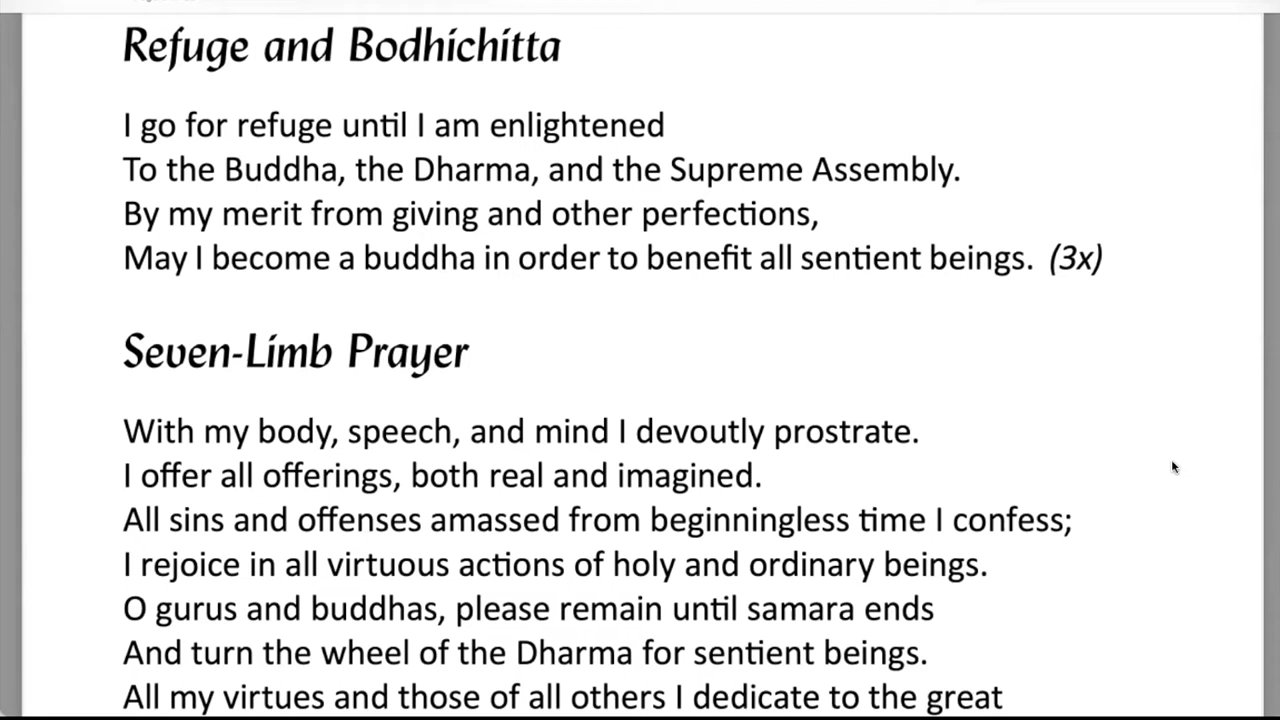 Refuge and Bodhichitta
I go for refuge until I am enlightened
To the Buddha, the Dharma, and the Supreme Assembly.
By my merit from giving and other perfections,
May I become a buddha in order to benefit all sentient beings. (3x)
Seven-Limb Prayer
With my body, speech, and mind I devoutly prostrate.
I offer all offerings, both real and imagined.
All sins and offenses amassed from beginningless time I confess;
I rejoice in all virtuous actions of holy and ordinary beings.
O gurus and buddhas, please remain until samara ends
And turn the wheel of the Dharma for sentient beings.
All my virtues and those of all others I dedicate to the great